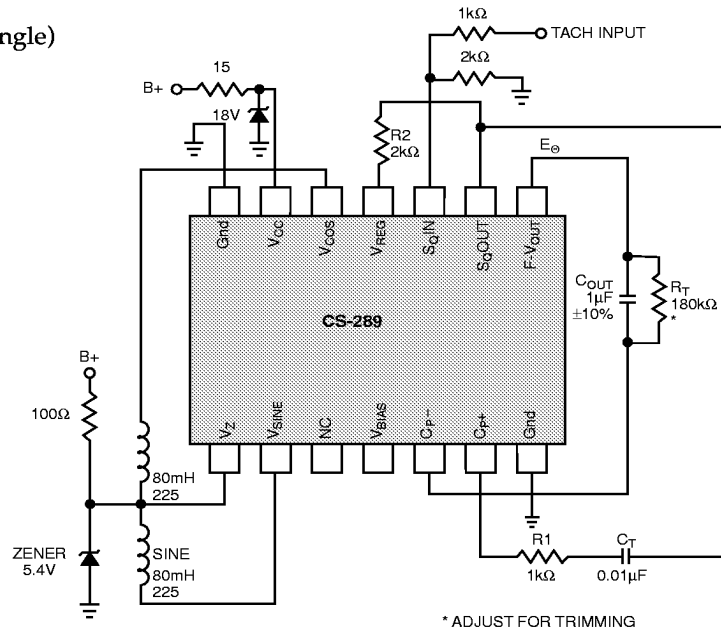 ngle)
1kΩ
TACH INPUT
2kΩ
15
B+
18V
R2
2kΩ
EΘ
Gnd
VCC
VCOS
VREG
SQIN
SQOUT
F-VOUT
COUT
1µF
±10%
RT
180kΩ
*
CS-289
B+
100Ω
VZ
VSINE
NC
VBIAS
CP−
CP+
Gnd
80mH
225
ZENER
5.4V
SINE
80mH
225
R1
1kΩ
CT
0.01µF
* ADJUST FOR TRIMMING